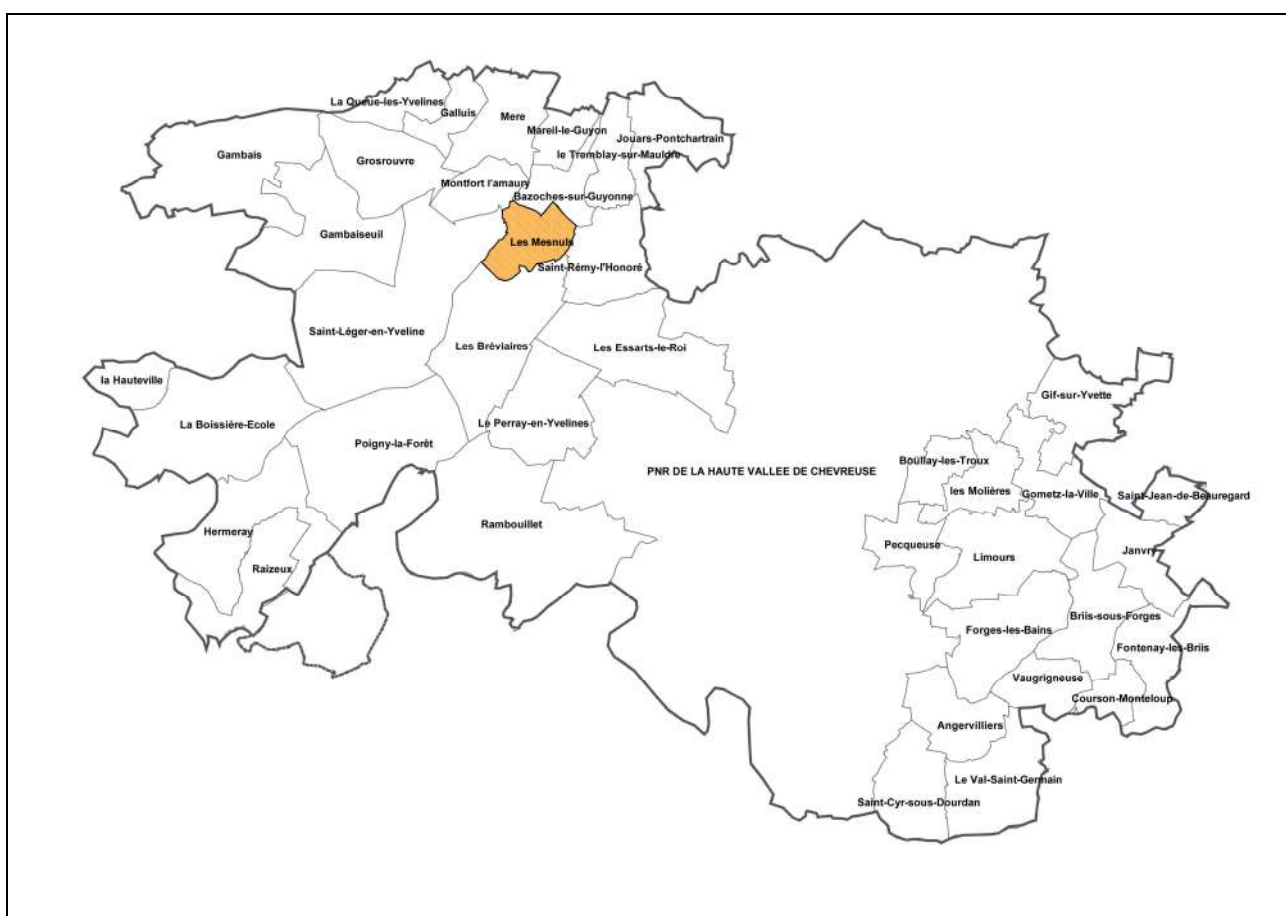 La Queue-les-Yvelines
Galluis
Mere
Mareil-le-Guyon
Jouars-Pontchartrain
Gambais
Grosrouvre
le Tremblay-sur-Mauldre
Montfort l'amaury
Bazoches-sur-Guyonne
Gambaiseuil
Les Mesnuls
Saint-Rémy-l'Honoré
Saint-Léger-en-Yveline
Les Bréviaires
Les Essarts-le-Roi
la Hauteville
Gif-sur-Yvette
La Boissière-Ecole
Le Perray-en-Yvelines
Poigny-la-Forêt
Boullay-les-Troux
PNR DE LA HAUTE VALLEE DE CHEVREUSE
les Molières
Gometz-la-Ville
Saint-Jean-de-Beauregard
Rambouillet
Hermeray
Pecqueuse
Janvry
Limours
Raizeux
Briis-sous-Forges
Forges-les-Bains
Fontenay-les-Briis
Vaugrigneuse
Courson-Monteloup
Angervilliers
Le Val-Saint-Germain
Saint-Cyr-sous-Dourdan